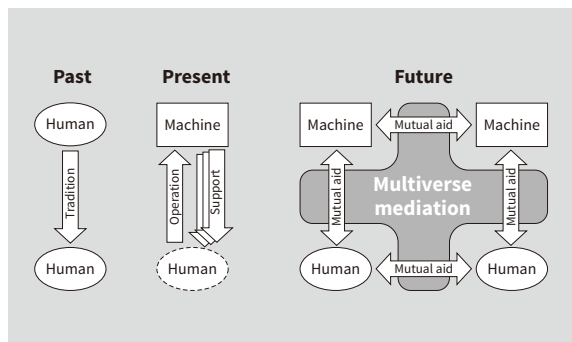 Past
Present
Future
Human
Machine
Machine
Mutual aid
Machine
Tradition
Operation
Support
Mutual aid
Multiverse
mediation
Mutual aid
Human
Human
Human
Mutual aid
Human